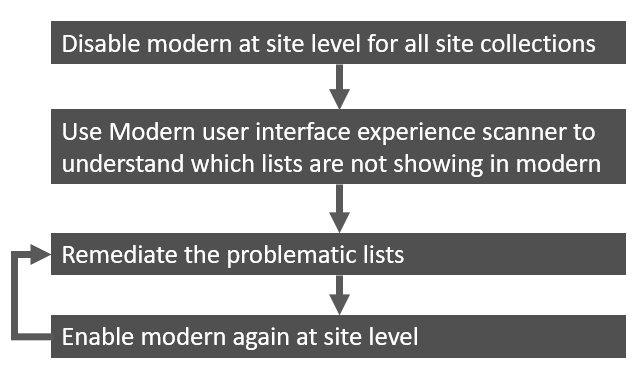 Disable modern at site level for all site collections
Use Modern user interface experience scanner to
understand which lists are not showing in modern
Remediate the problematic lists
Enable modern again at site level